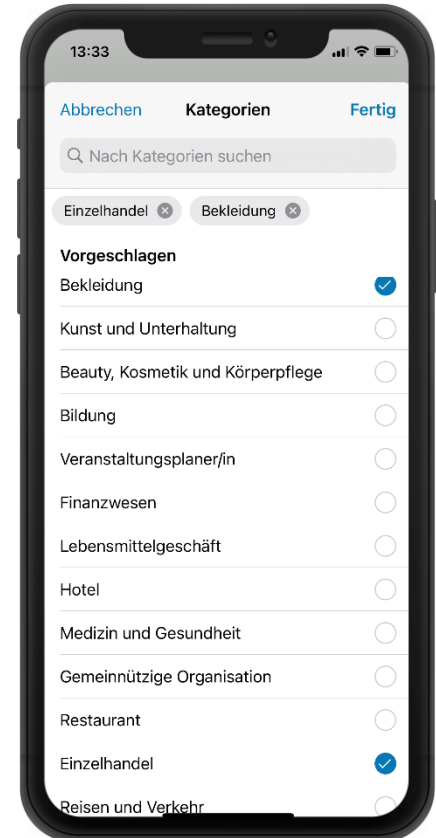 13:33
Abbrechen Kategorien Fertig
Nach Kategorien suchen
Einzelhandel Bekleidung
Vorgeschlagen
Bekleidung
Kunst und Unterhaltung
Beauty, Kosmetik und Körperpflege
Bildung
Veranstaltungsplaner/in
Finanzwesen
Lebensmittelgeschäft
Hotel
Medizin und Gesundheit
Gemeinnützige Organisation
Restaurant
Einzelhandel
Reisen und Verkehr